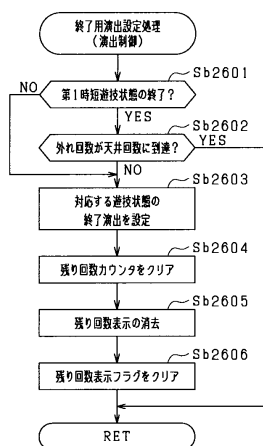 終了用演出設定処理
(演出制御)
Sb2601
第1時短遊技状態の終了?
NO
YES
Sb2602
外れ回数が天井回数に到達?
YES
NO
Sb2603
対応する遊技状態の
終了演出を設定
Sb2604
残り回数カウンタをクリア
Sb2605
残り回数表示の消去
Sb2606
残り回数表示フラグをクリア
RET